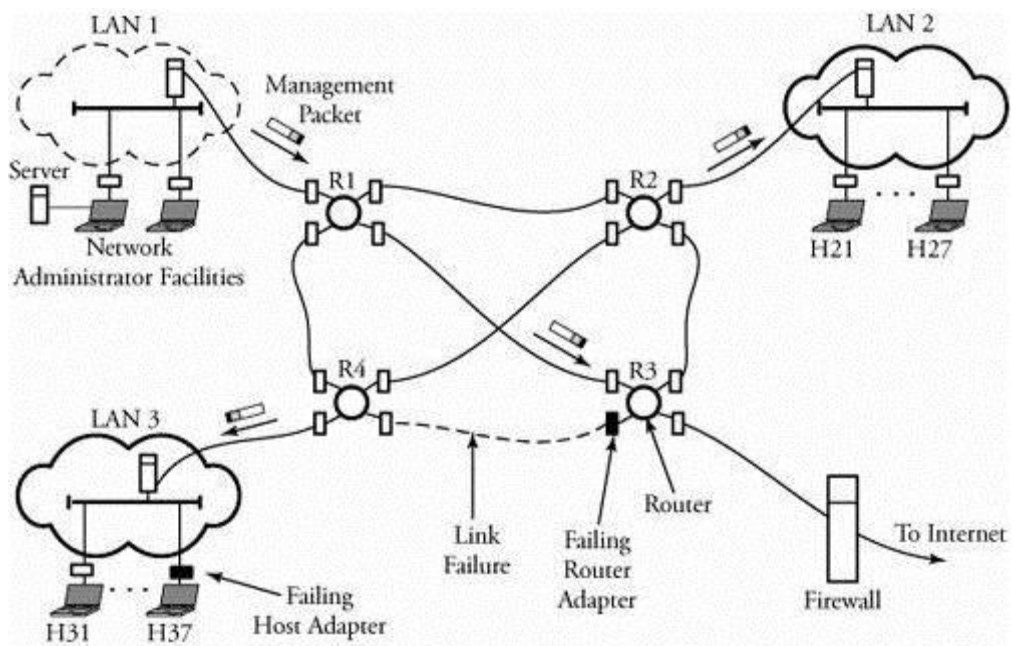 LAN 1
LAN 2
Management
Packet
Server
R1
R2
Network
Administrator Facilities
H21
H27
R4
R3
LAN 3
Link
Failure
Failing
Router
Adapter
Router
To Internet
Firewall
Failing
Host Adapter
H31
H37